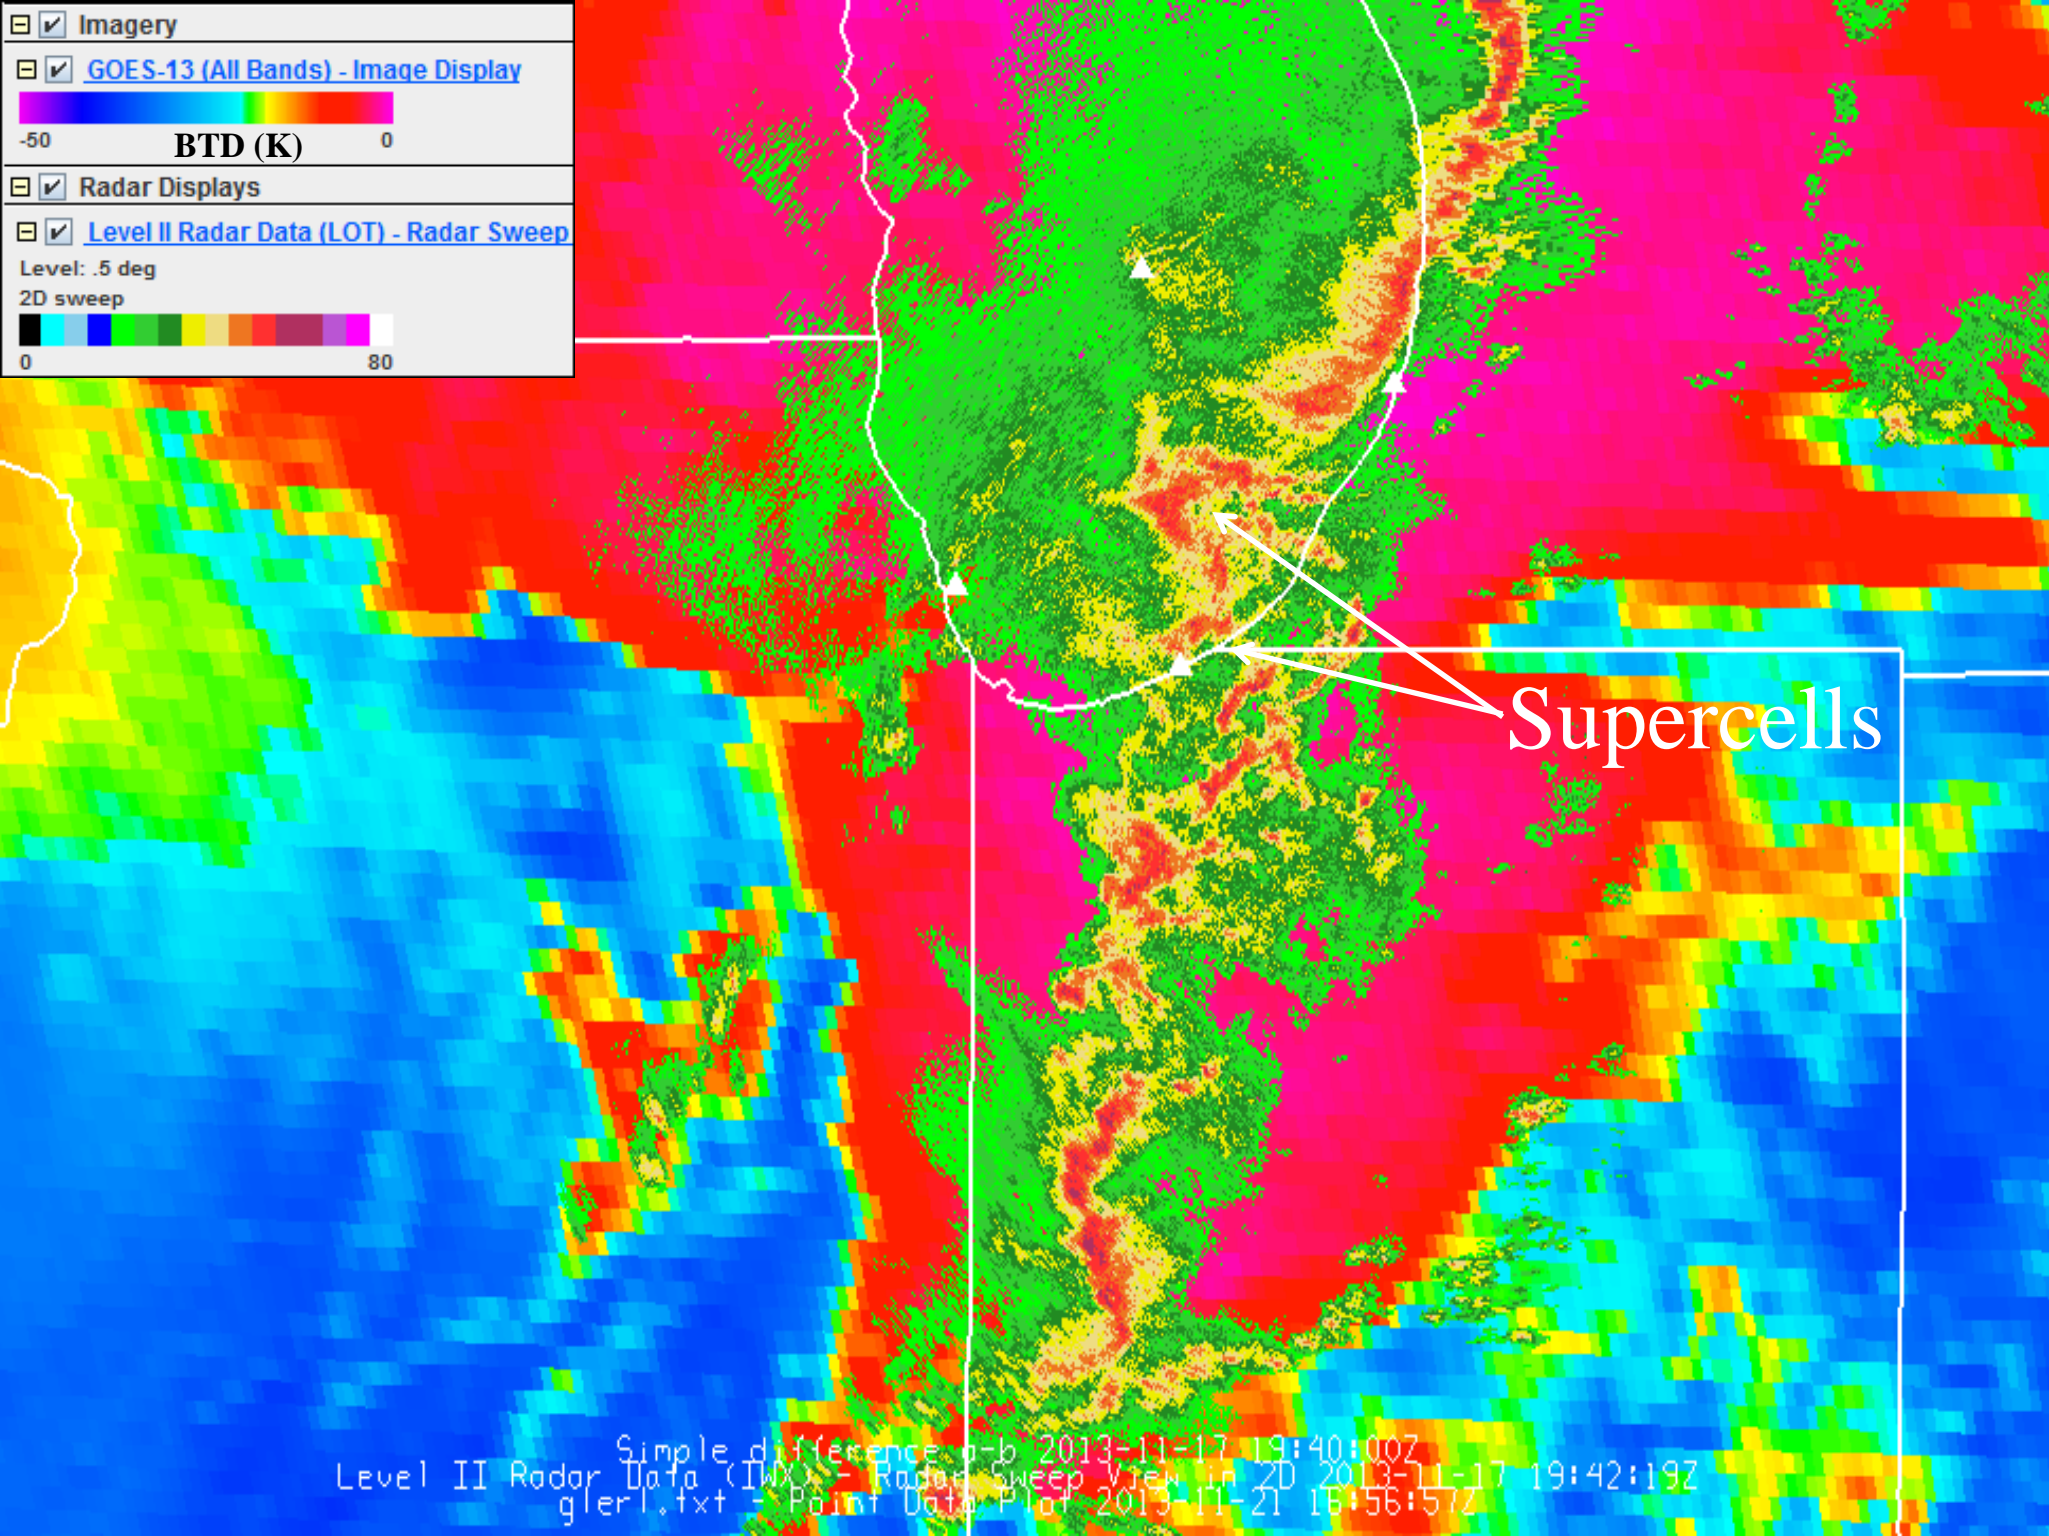 Imagery
GOES-13 (All Bands) - Image Display
-50 BTD (K) 0
Radar Displays
Level II Radar Data (LOT) - Radar Sweep
Level: .5 deg
2D sweep
0 80
Supercells
Simple difference a-b 2013-11-17 19:40:00Z
Level II Radar Data (IWX) - Radar Sweep View in 2D 2013-11-17 19:42:19Z
glerl.txt - Point Data Plot 2013-11-21 16:56:57Z